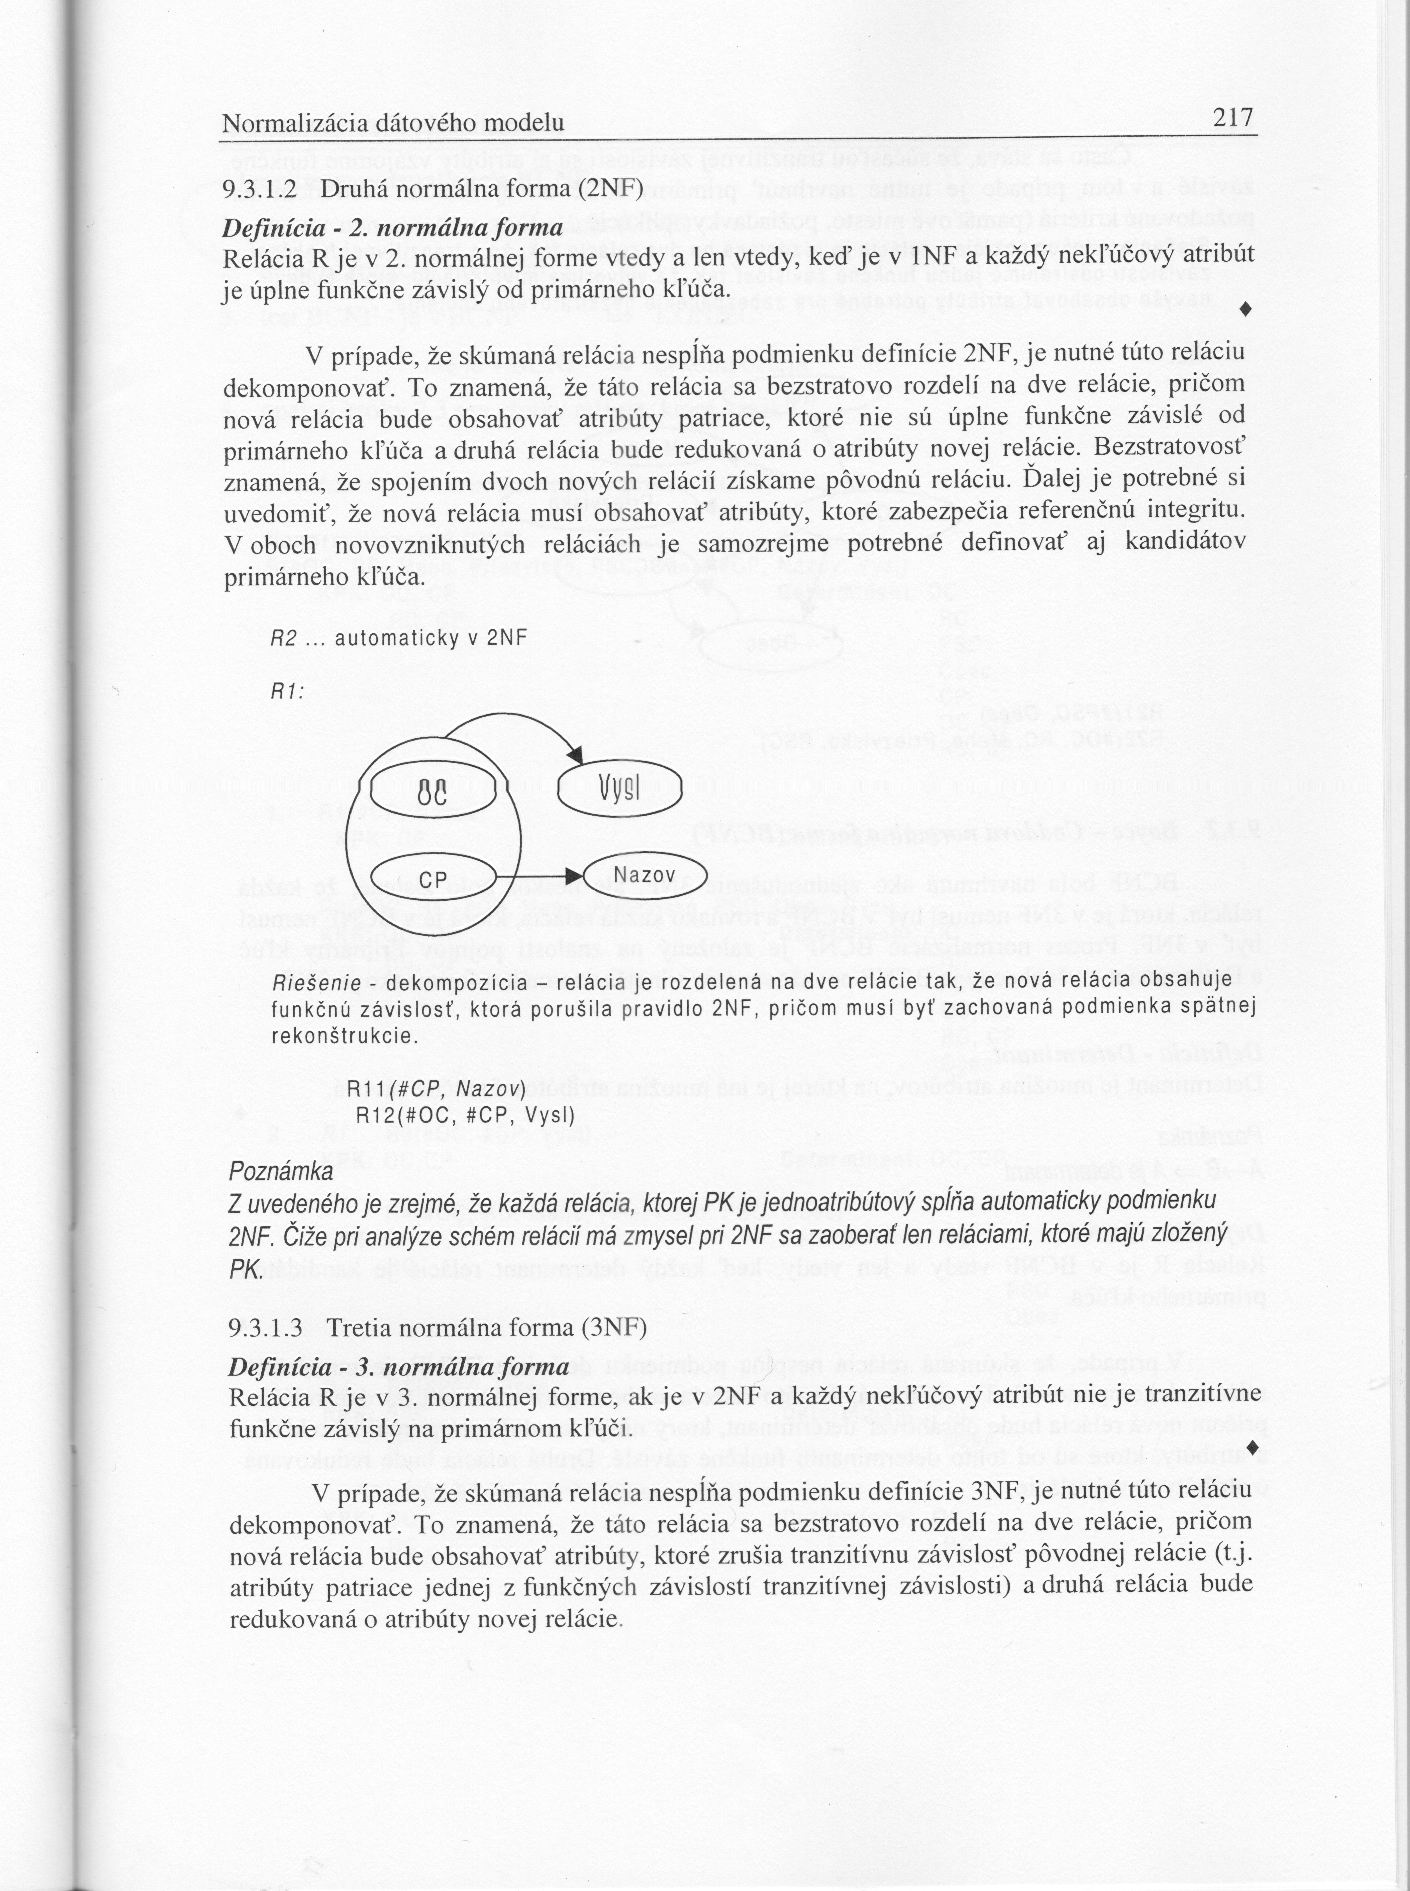 Normalizácia dátového modelu 217
9.3.1.2 Druhá normálna forma (2NF)
Definícia - 2. normálna forma
Relácia R je v 2. normálnej forme vtedy a len vtedy, keď je v 1NF a každý nekľúčový atribút
je úplne funkčne závislý od primárneho kľúča.
♦
V prípade, že skúmaná relácia nespĺňa podmienku definície 2NF, je nutné túto reláciu
dekomponovať. To znamená, že táto relácia sa bezstratovo rozdelí na dve relácie, pričom
nová relácia bude obsahovať atribúty patriace, ktoré nie sú úplne funkčne závislé od
primárneho kľúča a druhá relácia bude redukovaná o atribúty novej relácie. Bezstratovosť
znamená, že spojením dvoch nových relácií získame pôvodnú reláciu. Ďalej je potrebné si
uvedomiť, že nová relácia musí obsahovať atribúty, ktoré zabezpečia referenčnú integritu.
V oboch novovzniknutých reláciách je samozrejme potrebné definovať aj kandidátov
primárneho kľúča.
R2 ... automaticky v 2NF
R1:
OC
Vysl
CP
Nazov
Riešenie - dekompozícia – relácia je rozdelená na dve relácie tak, že nová relácia obsahuje
funkčnú závislosť, ktorá porušila pravidlo 2NF, pričom musí byť zachovaná podmienka spätnej
rekonštrukcie.
R11(#CP, Nazov)
R12(#OC, #CP, Vysl)
Poznámka
Z uvedeného je zrejmé, že každá relácia, ktorej PK je jednoatribútový spĺňa automaticky podmienku
2NF. Čiže pri analýze schém relácií má zmysel pri 2NF sa zaoberať len reláciami, ktoré majú zložený
PK.
9.3.1.3 Tretia normálna forma (3NF)
Definícia - 3. normálna forma
Relácia R je v 3. normálnej forme, ak je v 2NF a každý nekľúčový atribút nie je tranzitívne
funkčne závislý na primárnom kľúči.
♦
V prípade, že skúmaná relácia nespĺňa podmienku definície 3NF, je nutné túto reláciu
dekomponovať. To znamená, že táto relácia sa bezstratovo rozdelí na dve relácie, pričom
nová relácia bude obsahovať atribúty, ktoré zrušia tranzitívnu závislosť pôvodnej relácie (t.j.
atribúty patriace jednej z funkčných závislostí tranzitívnej závislosti) a druhá relácia bude
redukovaná o atribúty novej relácie.